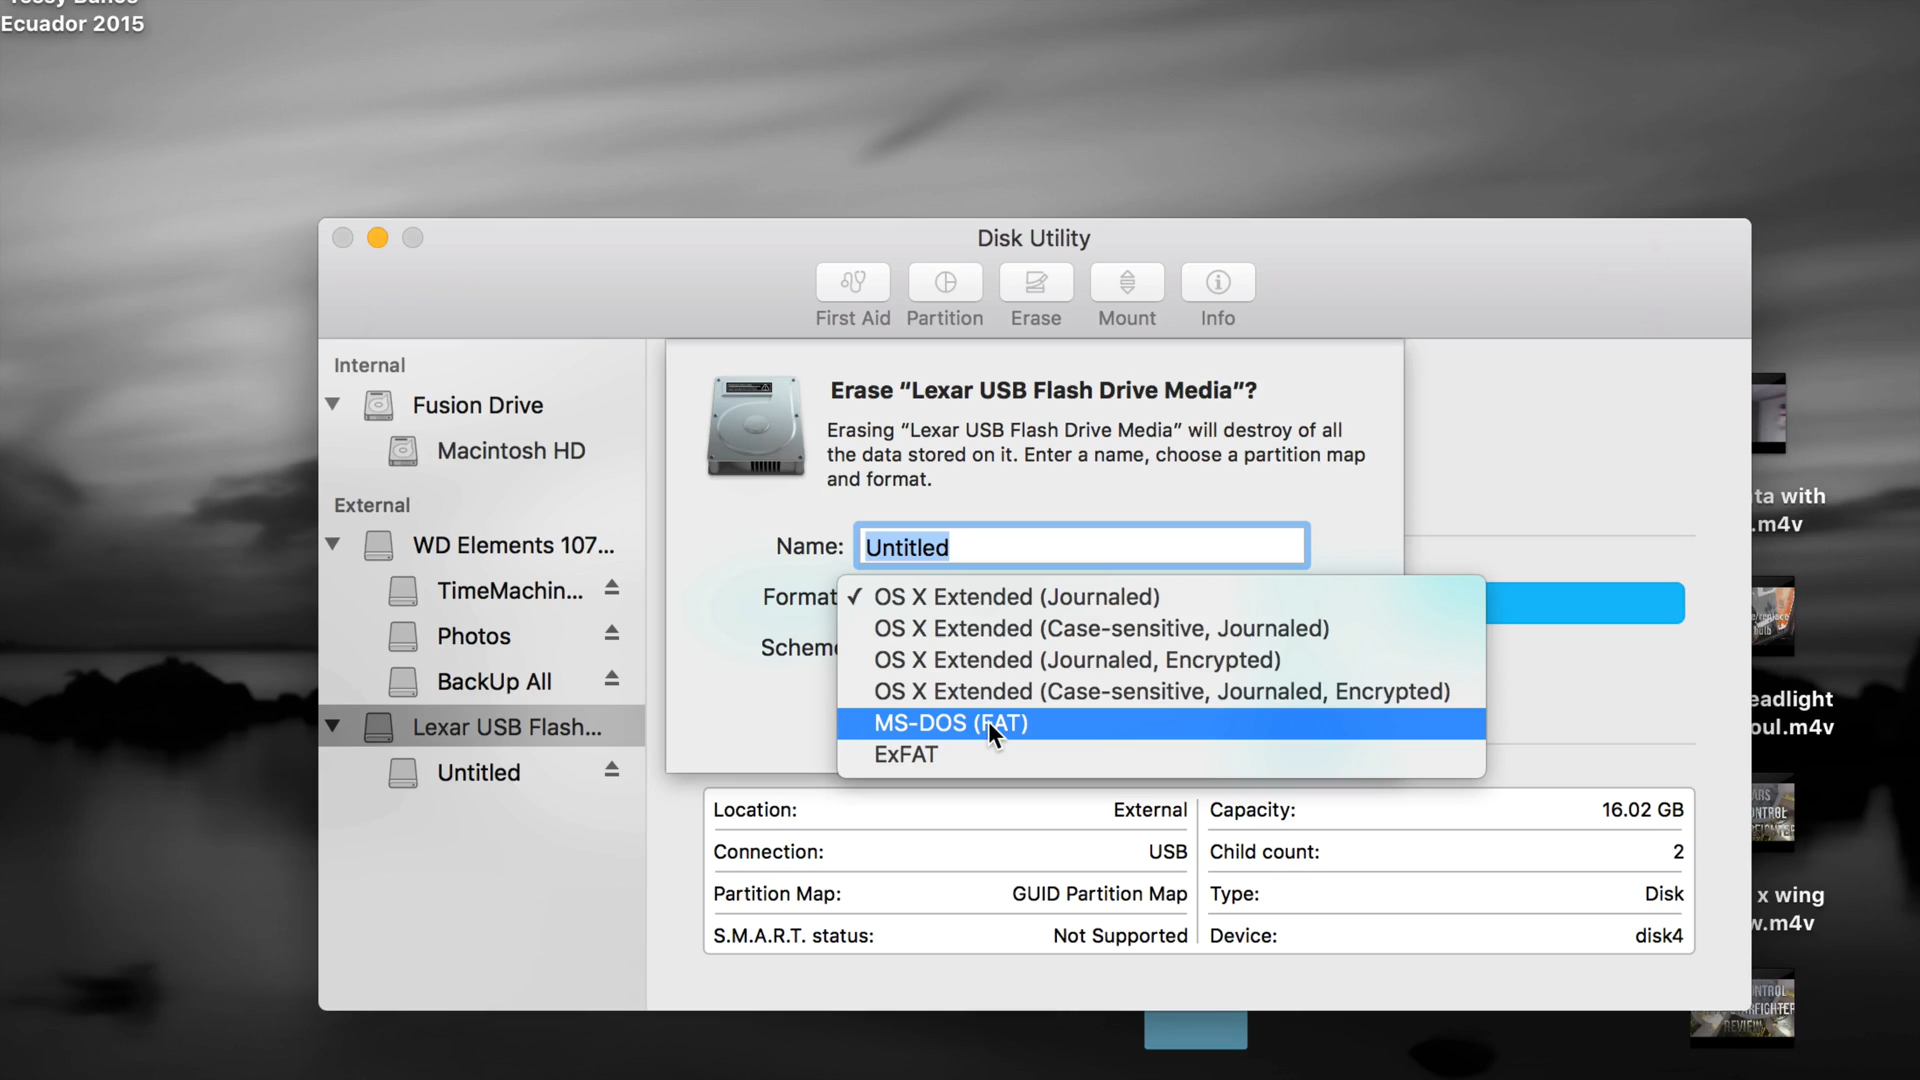 Ecuador 2015
Disk Utility
First Aid
Partition
Erase
Mount
Info
Internal
Fusion Drive
Macintosh HD
External
WD Elements 107...
TimeMachin...
Photos
BackUp All
Lexar USB Flash...
Untitled
Erase “Lexar USB Flash Drive Media”?
Erasing “Lexar USB Flash Drive Media” will destroy of all
the data stored on it. Enter a name, choose a partition map
and format.
Name: Untitled
Format
Scheme
✓ OS X Extended (Journaled)
OS X Extended (Case-sensitive, Journaled)
OS X Extended (Journaled, Encrypted)
OS X Extended (Case-sensitive, Journaled, Encrypted)
MS-DOS (FAT)
ExFAT
Location: External
Capacity: 16.02 GB
Connection: USB
Child count: 2
Partition Map: GUID Partition Map
Type: Disk
S.M.A.R.T. status: Not Supported
Device: disk4
ta with
.m4v
eadlight
oul.m4v
x wing
w.m4v
REVIEW